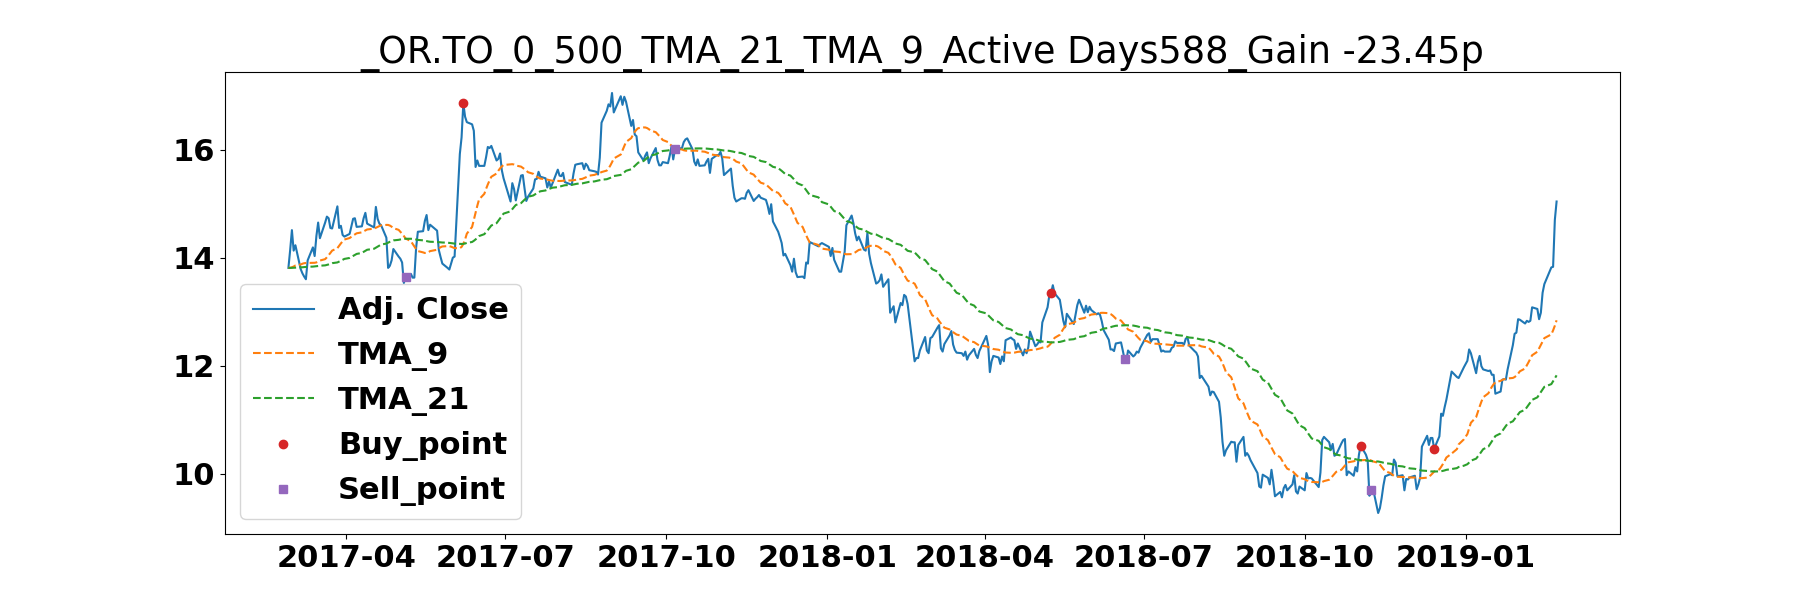 _OR.TO_0_500_TMA_21_TMA_9_Active Days588_Gain -23.45p
16
14
12
10
Adj. Close
TMA_9
TMA_21
Buy_point
Sell_point
2017-04 2017-07 2017-10 2018-01 2018-04 2018-07 2018-10 2019-01